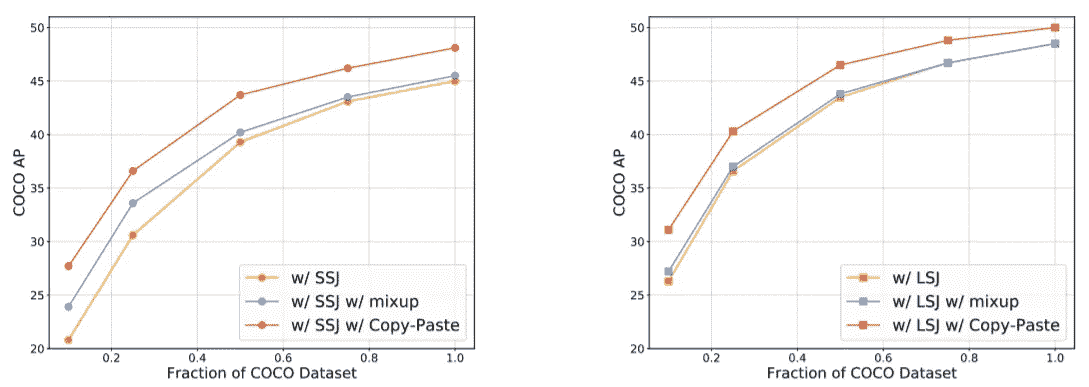 50
45
40
35
30
25
20
COCO AP
0.2 0.4 0.6 0.8 1.0
Fraction of COCO Dataset
w/ SSJ
w/ SSJ w/ mixup
w/ SSJ w/ Copy-Paste
50
45
40
35
30
25
20
COCO AP
0.2 0.4 0.6 0.8 1.0
Fraction of COCO Dataset
w/ LSJ
w/ LSJ w/ mixup
w/ LSJ w/ Copy-Paste